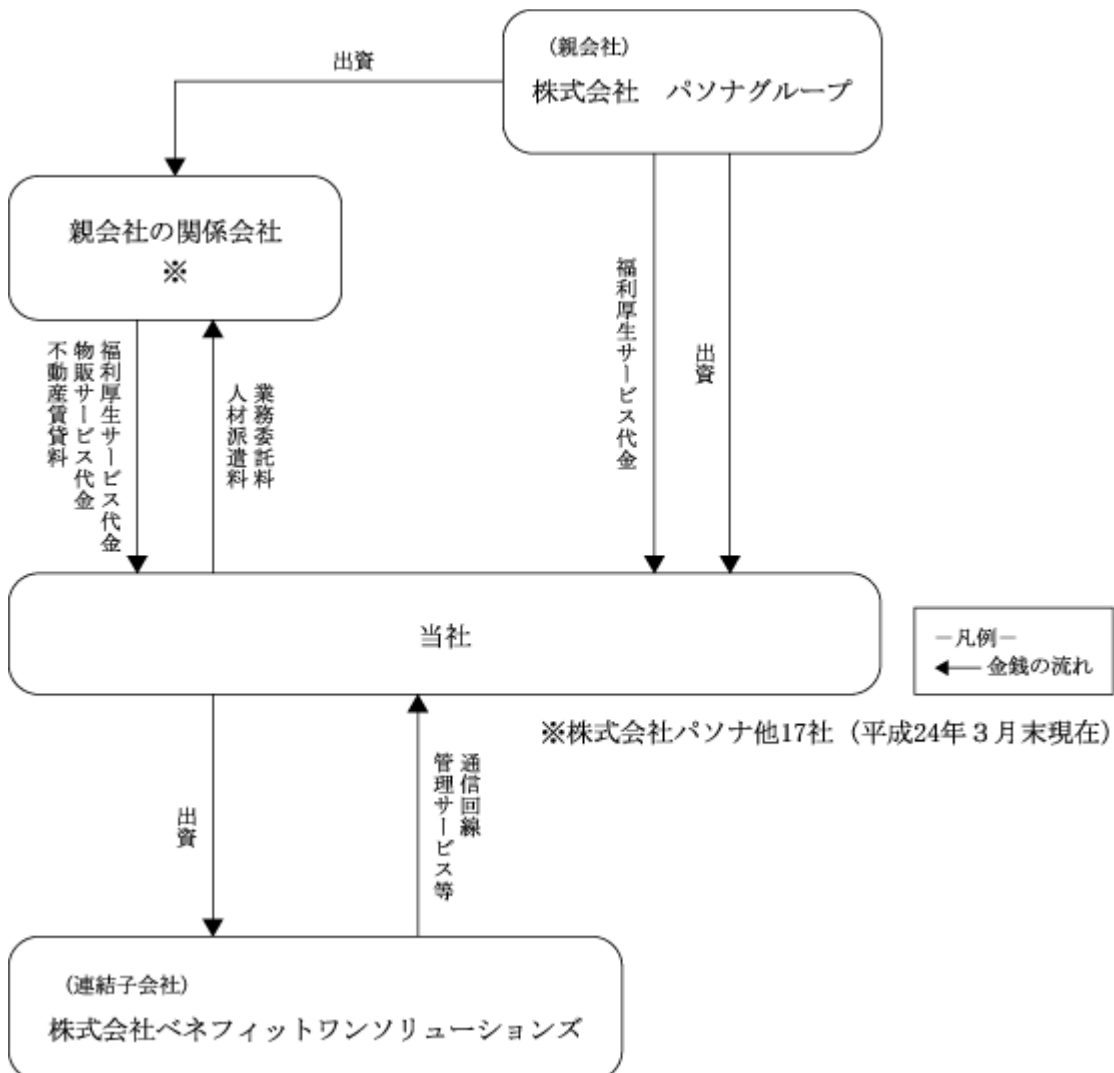 出資
（親会社）
株式会社　パソナグループ
親会社の関係会社
※
福利厚生サービス代金
物販サービス代金
不動産賃貸料
業務委託料
人材派遣料
福利厚生サービス代金
出資
当社
－凡例－
金銭の流れ
※株式会社パソナ他17社（平成24年３月末現在）
出資
通信回線
管理サービス等
（連結子会社）
株式会社ベネフィットワンソリューションズ